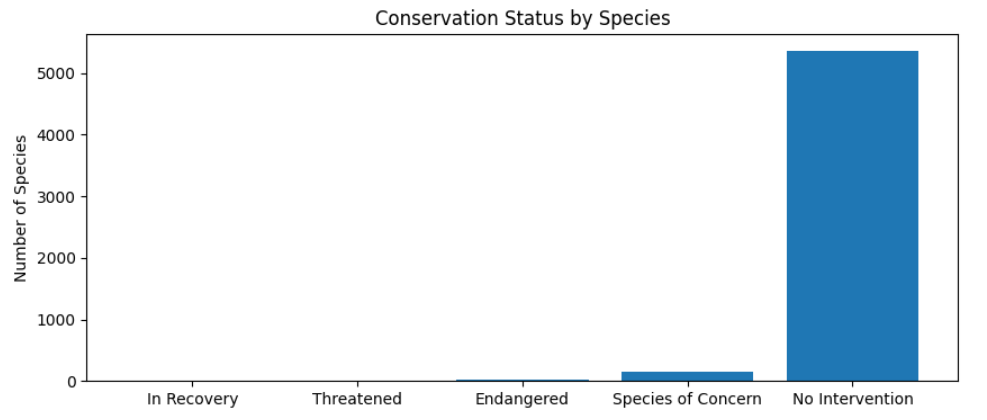 Conservation Status by Species
Number of Species
5000
4000
3000
2000
1000
0
In Recovery Threatened Endangered Species of Concern No Intervention